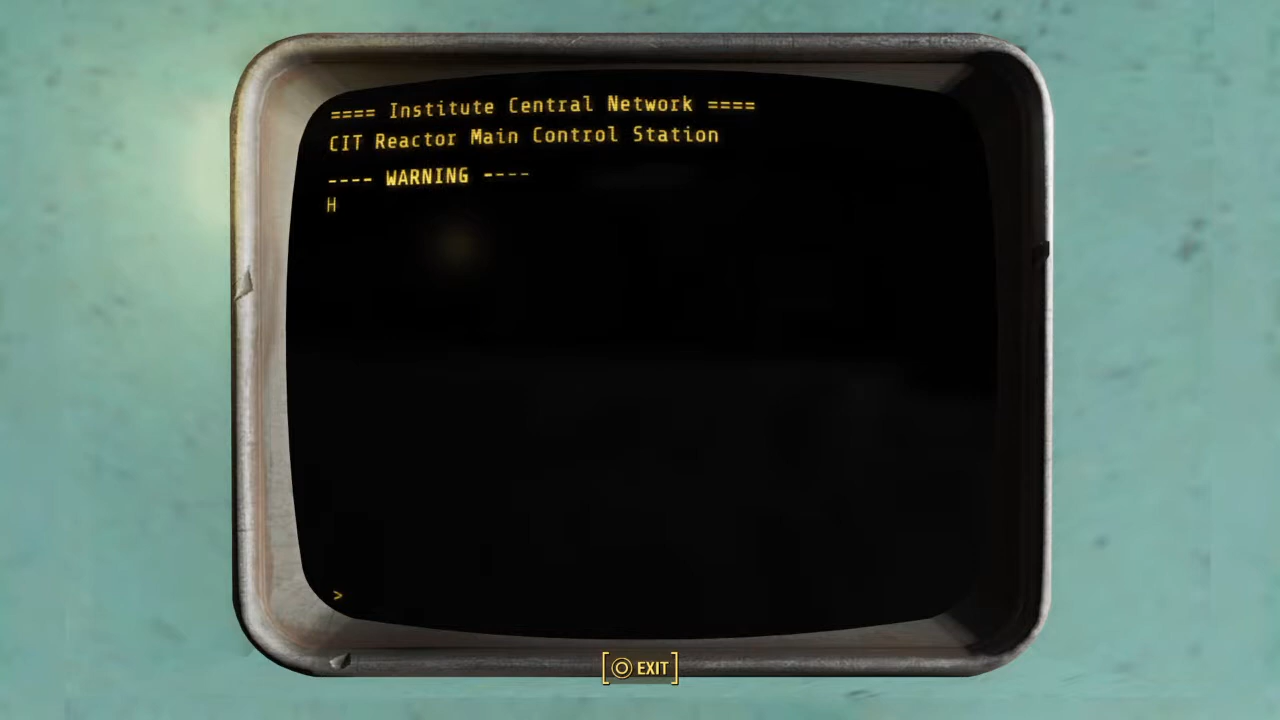 ==== Institute Central Network ====
CIT Reactor Main Control Station
---- WARNING ----
H
>
EXIT